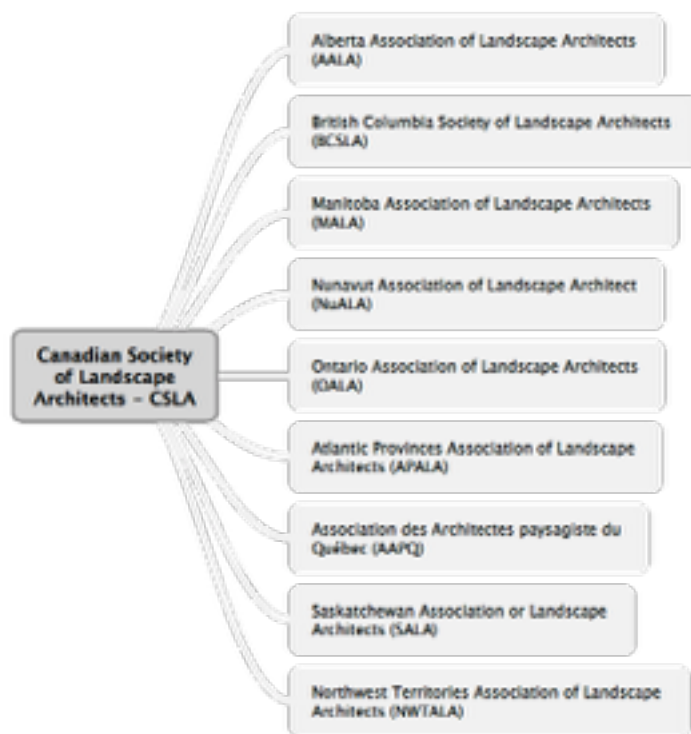 Alberta Association of Landscape Architects
(AALA)
British Columbia Society of Landscape Architects
(BCSLA)
Manitoba Association of Landscape Architects
(MALA)
Nunavut Association of Landscape Architect
(NuALA)
Canadian Society
of Landscape
Architects - CSLA
Ontario Association of Landscape Architects
(OALA)
Atlantic Provinces Association of Landscape
Architects (APALA)
Association des Architectes paysagiste du
Québec (AAPQ)
Saskatchewan Association or Landscape
Architects (SALA)
Northwest Territories Association of Landscape
Architects (NWTALA)